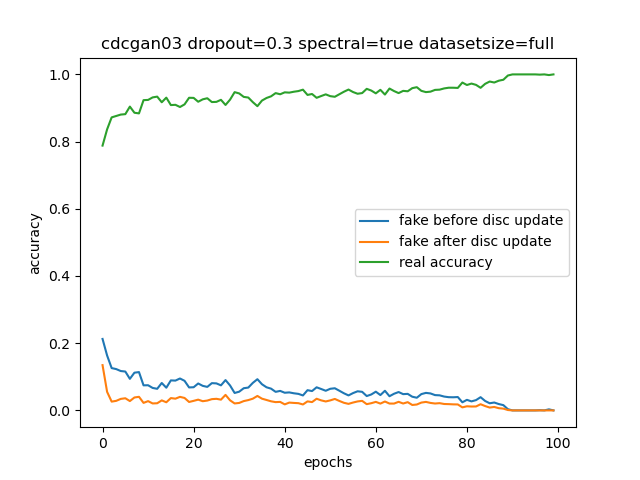 cdcgan03 dropout=0.3 spectral=true datasetsize=full
1.0
0.8
0.6
0.4
0.2
0.0
accuracy
fake before disc update
fake after disc update
real accuracy
0 20 40 60 80 100
epochs